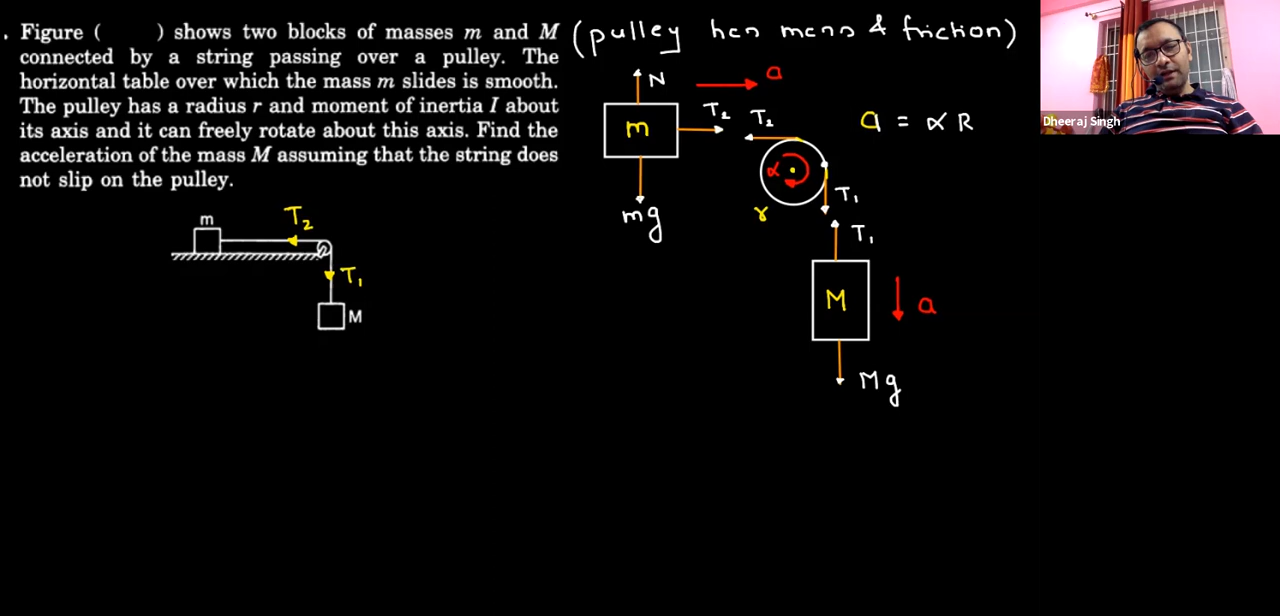 . Figure ( ) shows two blocks of masses m and M
connected by a string passing over a pulley. The
horizontal table over which the mass m slides is smooth.
The pulley has a radius r and moment of inertia I about
its axis and it can freely rotate about this axis. Find the
acceleration of the mass M assuming that the string does
not slip on the pulley.
m
T₂
T₁
M
(pulley has mass & friction)
N
a
m
T₂
T₂
a = αR
α
r
T₁
mg
T₁
M
a
Mg
Dheeraj Singh